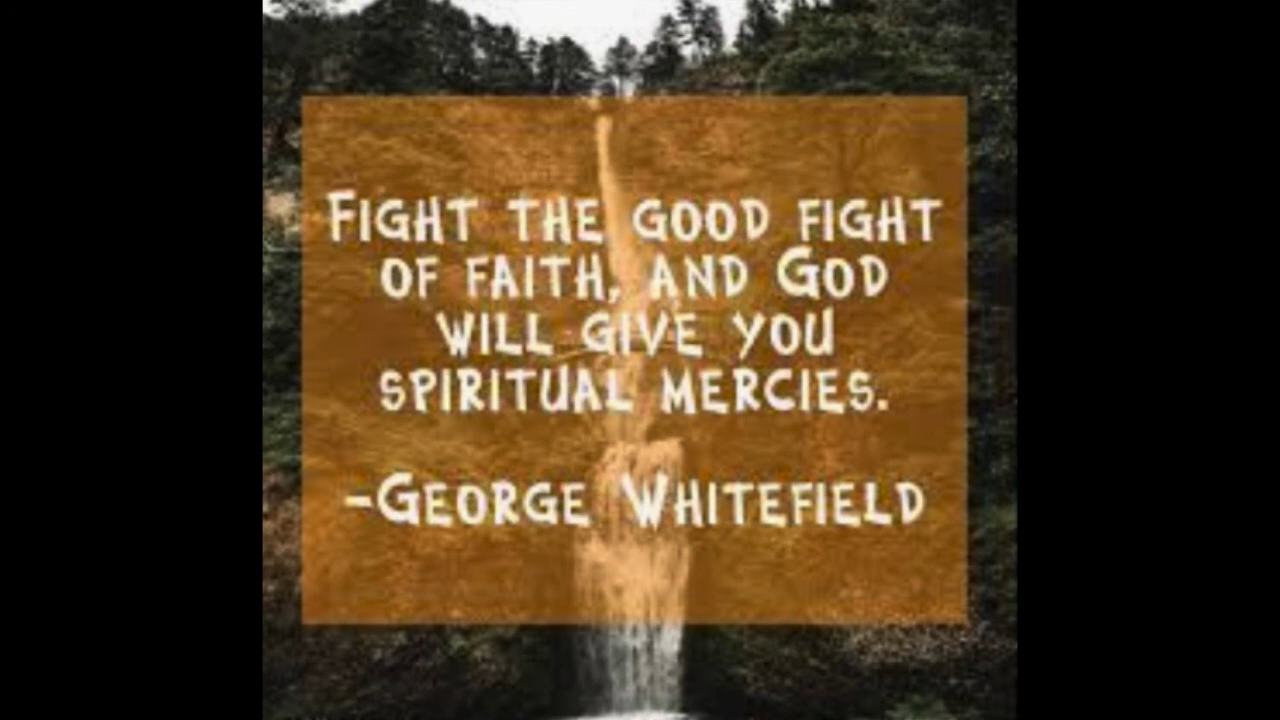 Fight the good fight
of faith, and God
will give you
spiritual mercies.
-George Whitefield